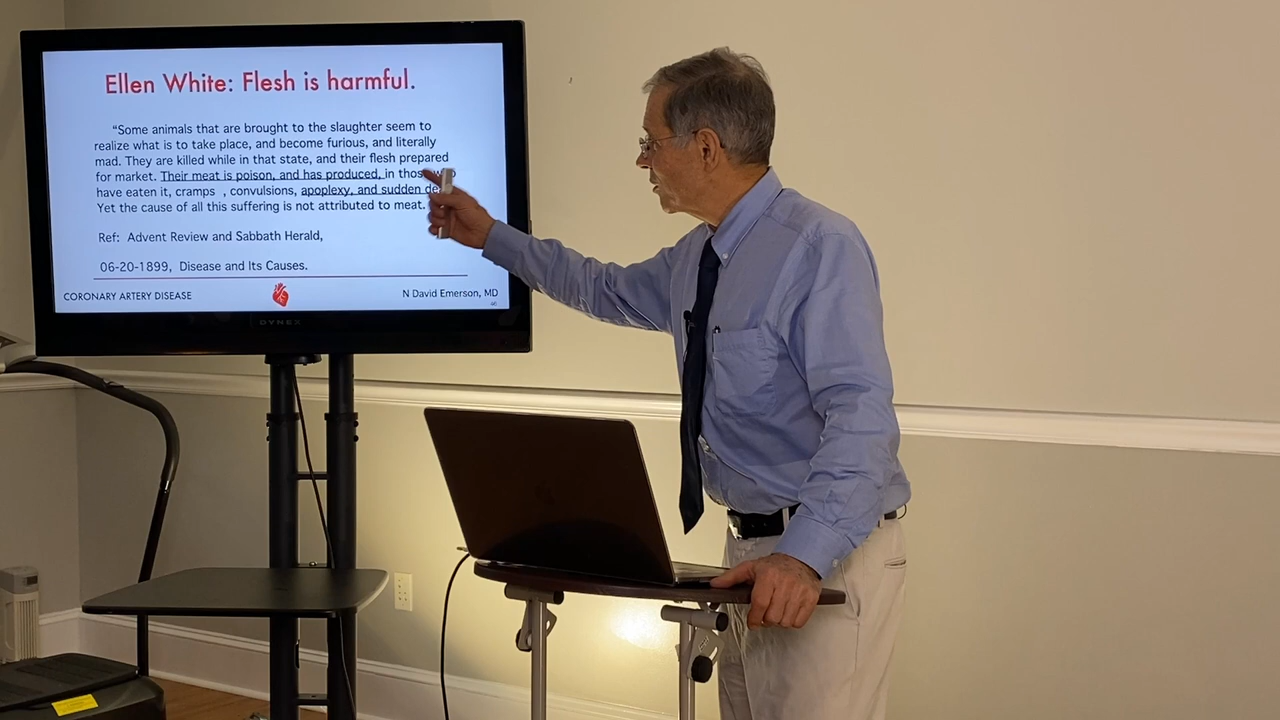 Ellen White: Flesh is harmful.
“Some animals that are brought to the slaughter seem to
realize what is to take place, and become furious, and literally
mad. They are killed while in that state, and their flesh prepared
for market. Their meat is poison, and has produced, in those
have eaten it, cramps , convulsions, apoplexy, and sudden
Yet the cause of all this suffering is not attributed to meat.
Ref: Advent Review and Sabbath Herald,
06-20-1899, Disease and Its Causes.
CORONARY ARTERY DISEASE
N David Emerson, MD
46
DYNEX